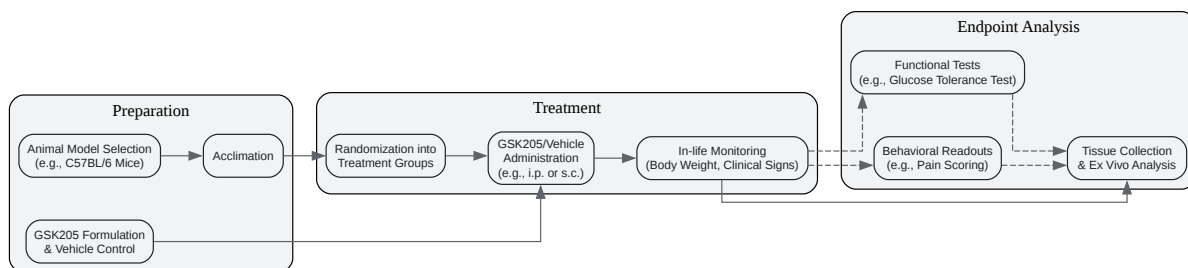 Preparation
Animal Model Selection
(e.g., C57BL/6 Mice)
Acclimation
GSK205 Formulation
& Vehicle Control
Treatment
Randomization into
Treatment Groups
GSK205/Vehicle
Administration
(e.g., i.p. or s.c.)
In-life Monitoring
(Body Weight, Clinical Signs)
Endpoint Analysis
Functional Tests
(e.g., Glucose Tolerance Test)
Behavioral Readouts
(e.g., Pain Scoring)
Tissue Collection
& Ex Vivo Analysis